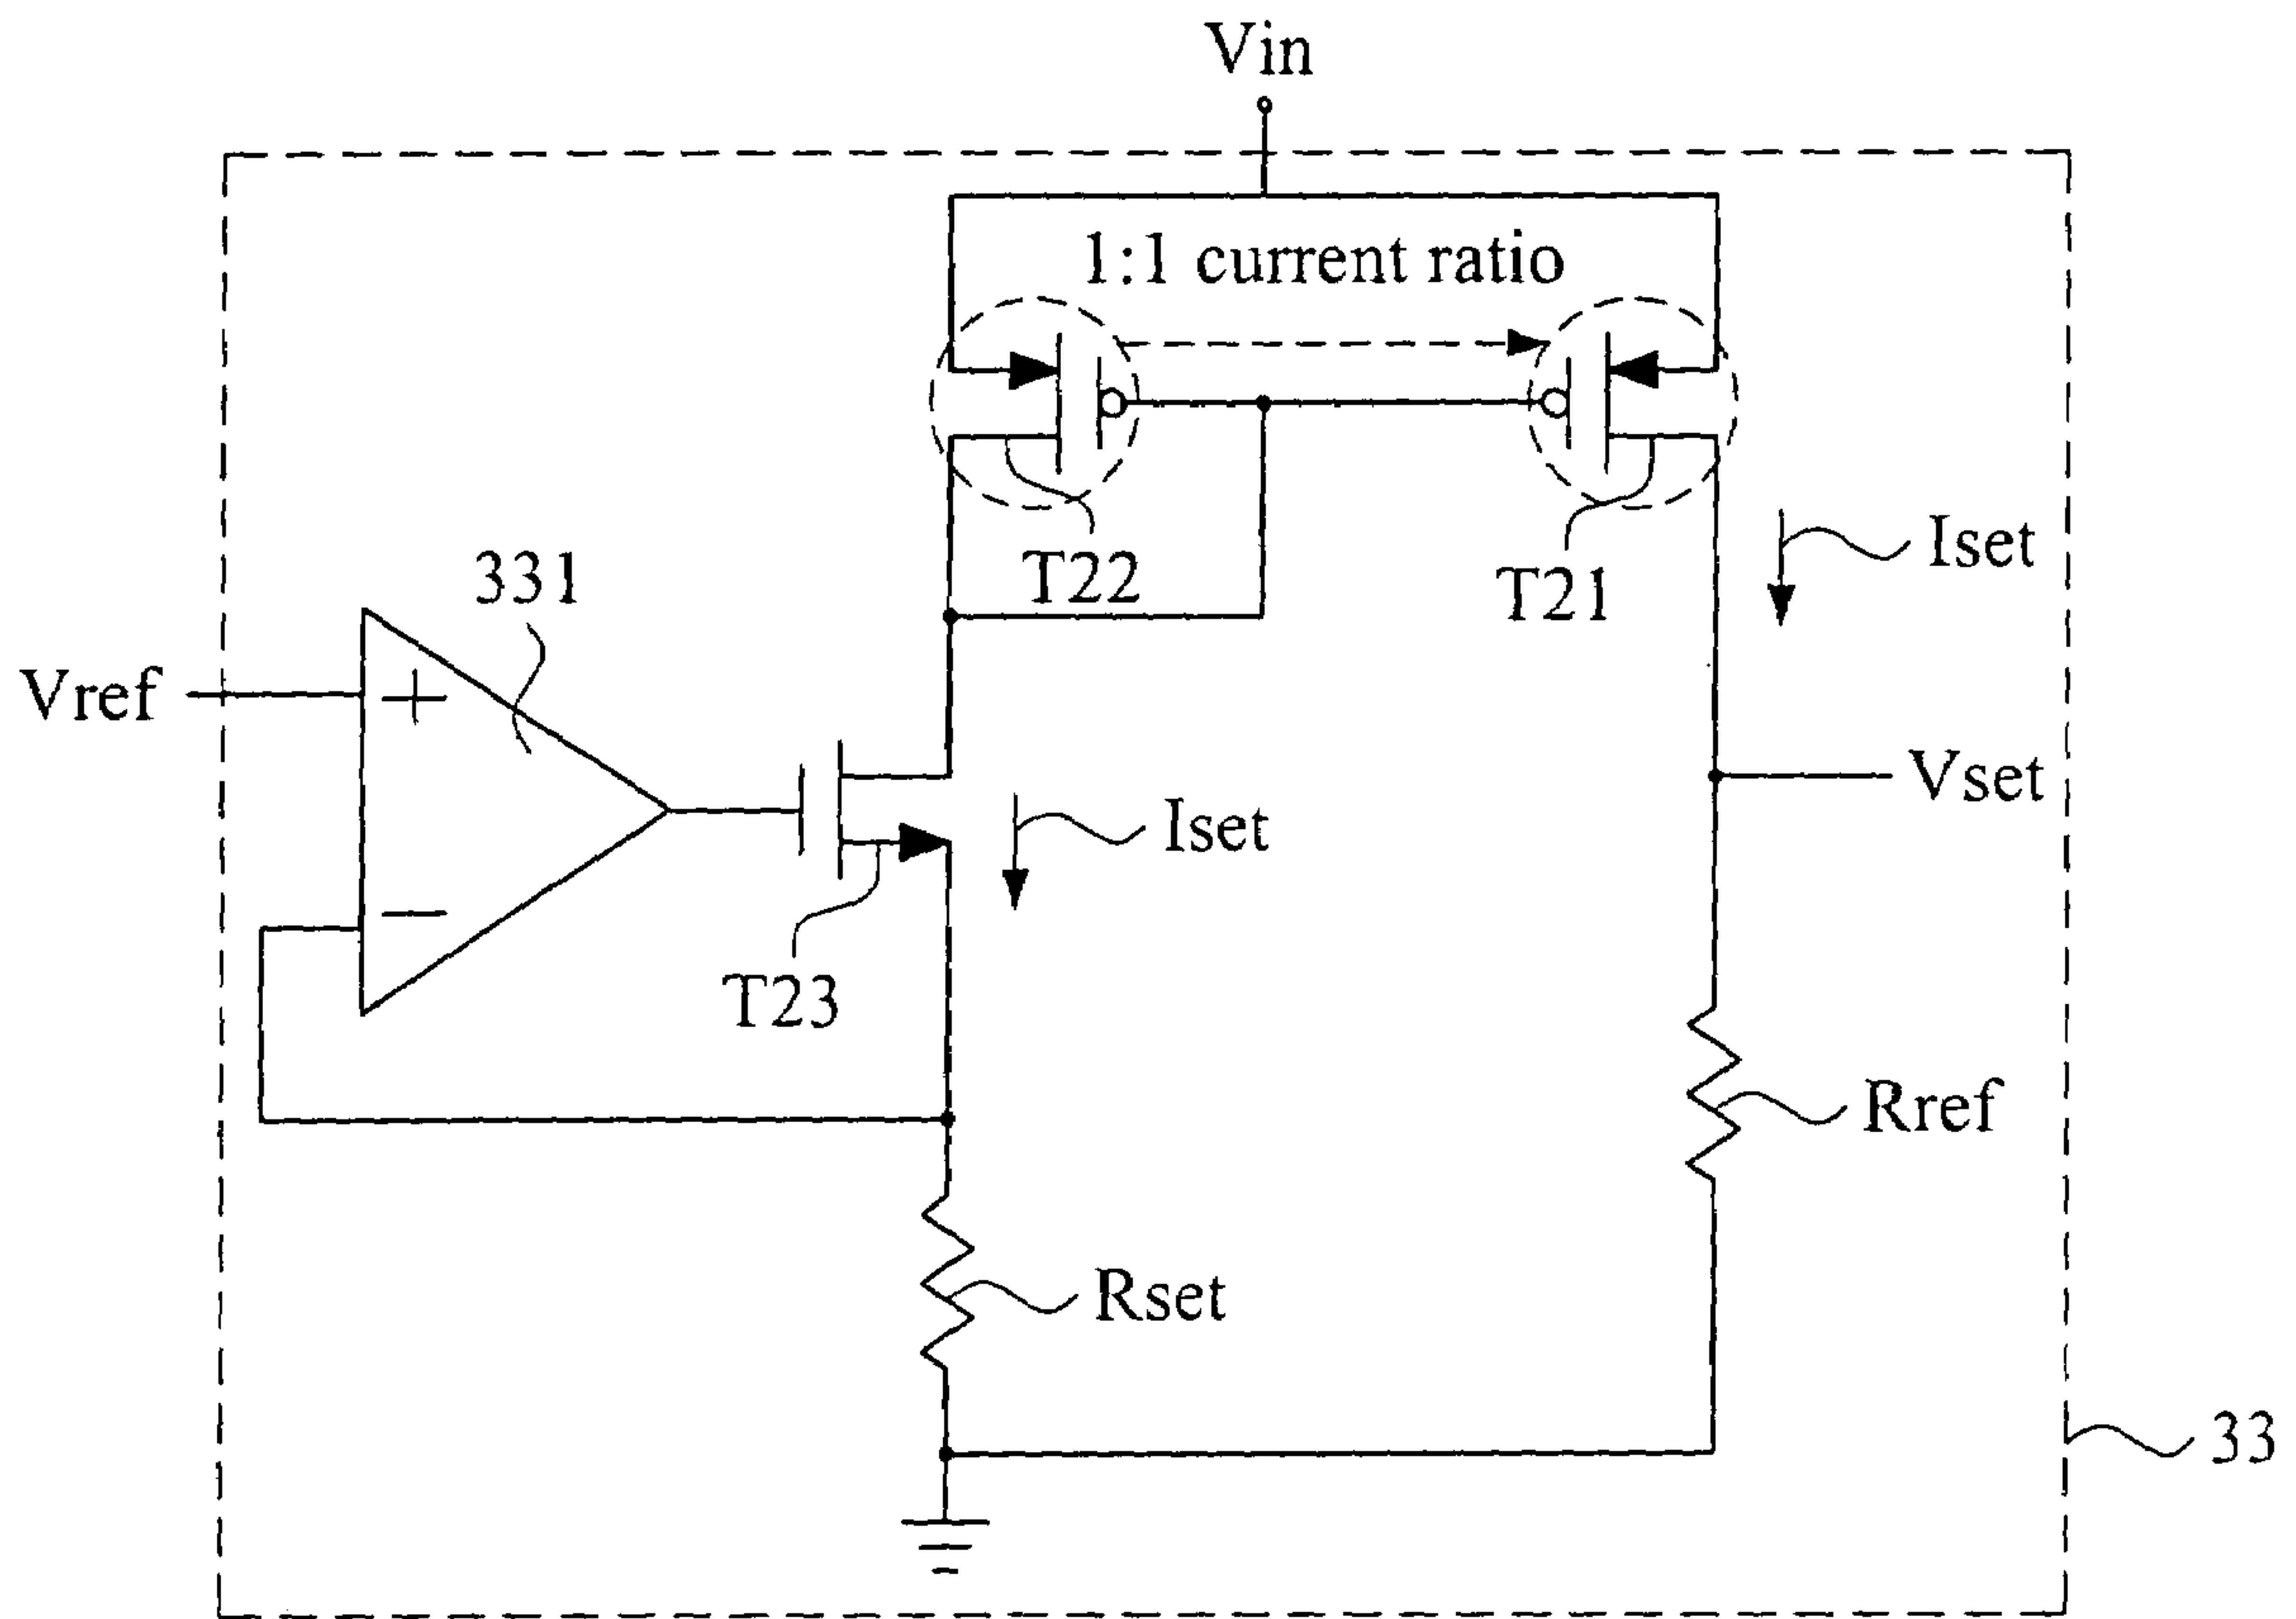 Vin
1:1 current ratio
T22
T21
Iset
331
Vref
+
−
Vset
Iset
T23
Rref
Rset
33